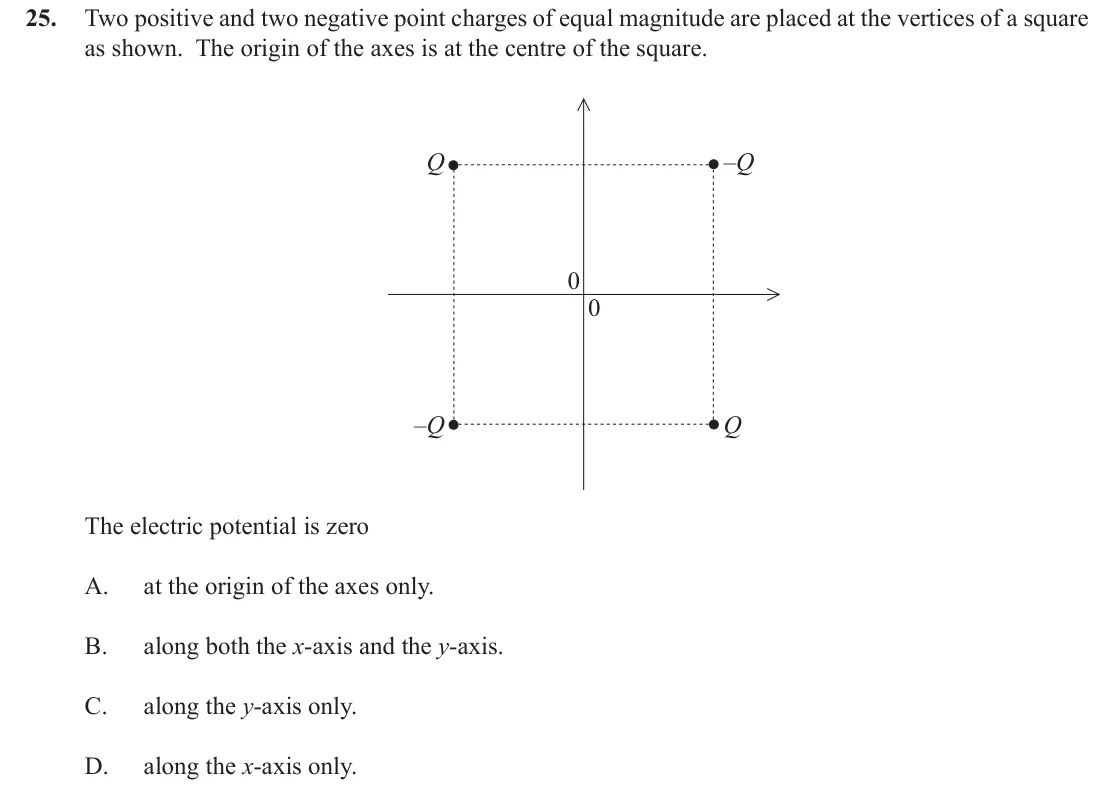 25. Two positive and two negative point charges of equal magnitude are placed at the vertices of a square
as shown. The origin of the axes is at the centre of the square.
Q
–Q
0
0
–Q
Q
The electric potential is zero
A. at the origin of the axes only.
B. along both the x-axis and the y-axis.
C. along the y-axis only.
D. along the x-axis only.